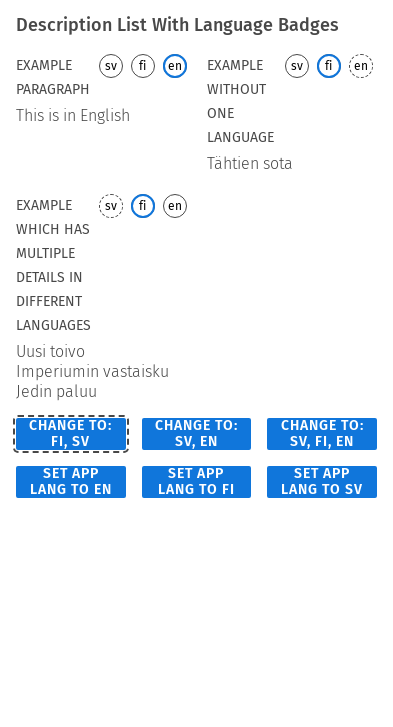 Description List With Language Badges
EXAMPLE PARAGRAPH
sv fi en
This is in English
EXAMPLE WITHOUT ONE LANGUAGE
sv fi en
Tähtien sota
EXAMPLE WHICH HAS MULTIPLE DETAILS IN DIFFERENT LANGUAGES
sv fi en
Uusi toivo
Imperiumin vastaisku
Jedin paluu
CHANGE TO: FI, SV
CHANGE TO: SV, EN
CHANGE TO: SV, FI, EN
SET APP LANG TO EN
SET APP LANG TO FI
SET APP LANG TO SV